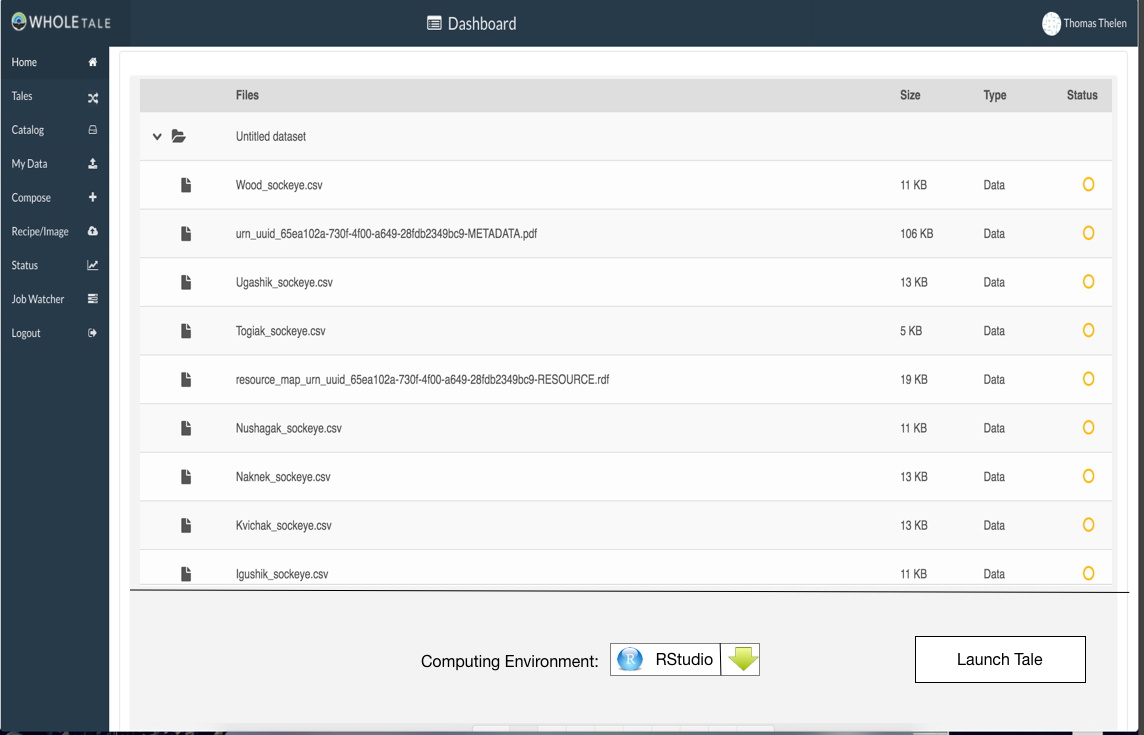 WHOLETALE
Dashboard
Thomas Thelen
Home
Tales
Catalog
My Data
Compose
Recipe/Image
Status
Job Watcher
Logout
Files Size Type Status
Untitled dataset
Wood_sockeye.csv 11 KB Data
urn_uuid_65ea102a-730f-4f00-a649-28fdb2349bc9-METADATA.pdf 106 KB Data
Ugashik_sockeye.csv 13 KB Data
Togiak_sockeye.csv 5 KB Data
resource_map_urn_uuid_65ea102a-730f-4f00-a649-28fdb2349bc9-RESOURCE.rdf 19 KB Data
Nushagak_sockeye.csv 11 KB Data
Naknek_sockeye.csv 13 KB Data
Kvichak_sockeye.csv 13 KB Data
Igushik_sockeye.csv 11 KB Data
Computing Environment: R RStudio Launch Tale